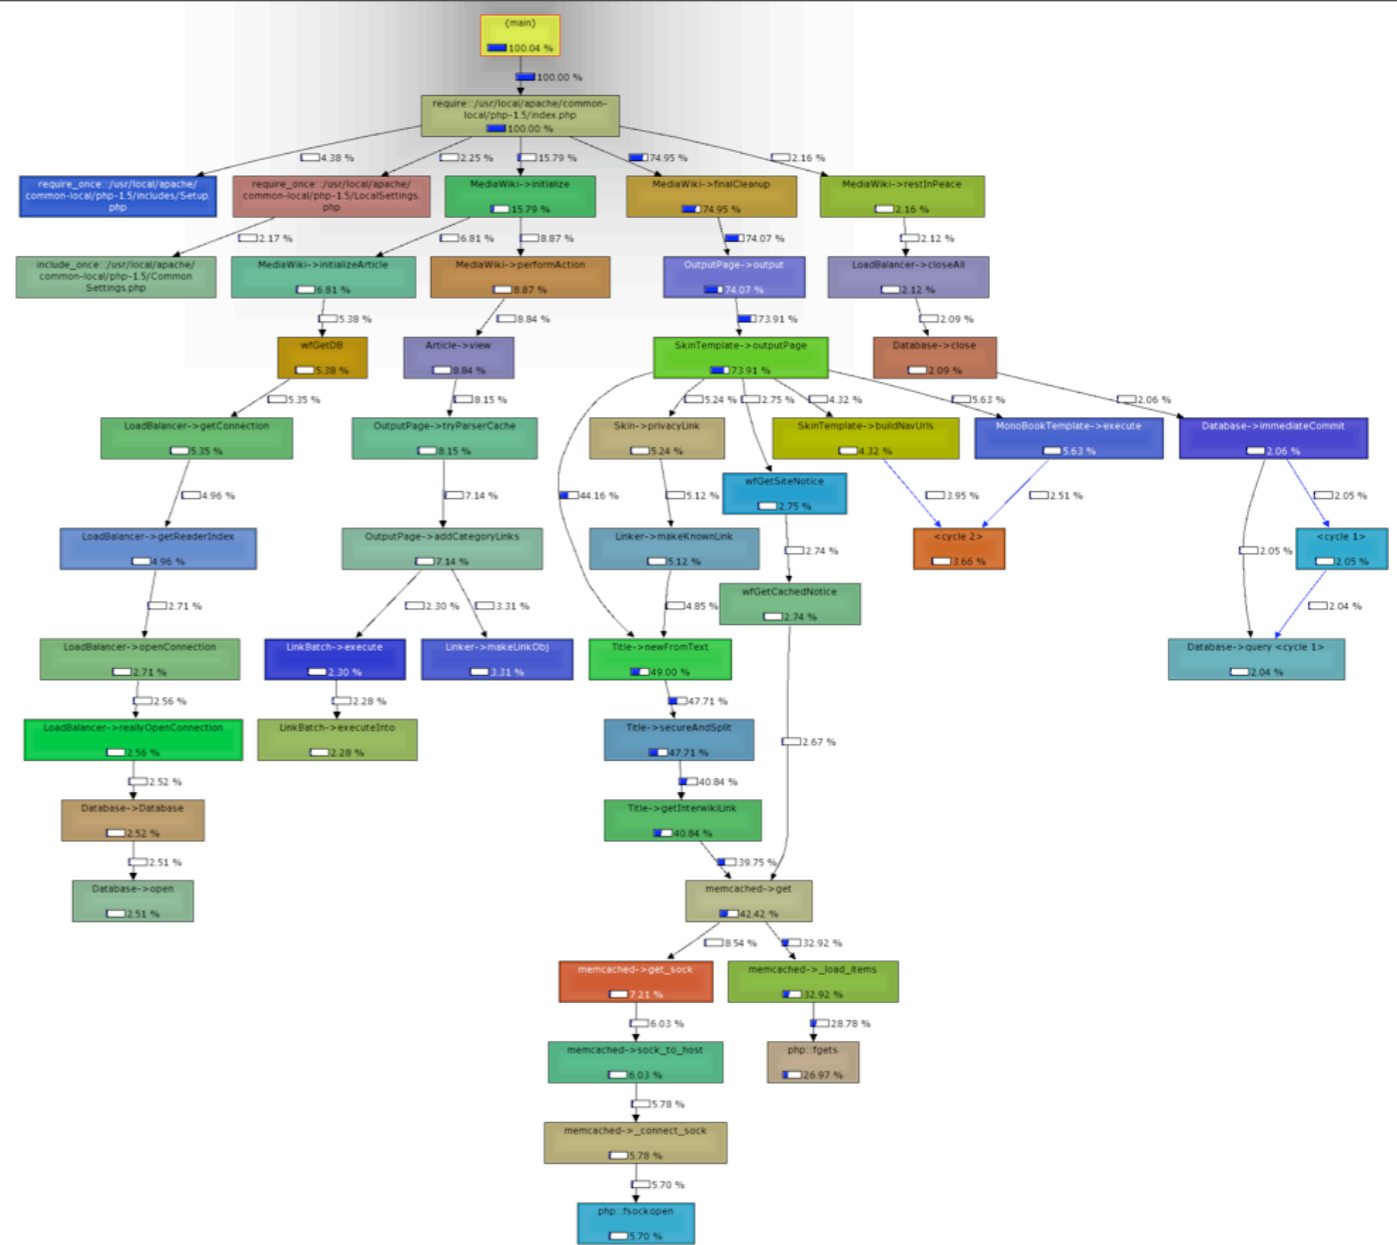 {main}
100.04 %
100.00 %
require::/usr/local/apache/common-
local/php-1.5/index.php
100.00 %
4.38 %
2.25 %
15.79 %
74.95 %
2.16 %
require_once::/usr/local/apache/
common-local/php-1.5/includes/Setup.
php
require_once::/usr/local/apache/
common-local/php-1.5/LocalSettings.
php
MediaWiki->initialize
15.79 %
MediaWiki->finalCleanup
74.95 %
MediaWiki->restInPeace
2.16 %
2.17 %
6.81 %
8.87 %
74.07 %
2.12 %
include_once::/usr/local/apache/
common-local/php-1.5/Common
Settings.php
MediaWiki->initializeArticle
6.81 %
MediaWiki->performAction
8.87 %
OutputPage->output
74.07 %
LoadBalancer->closeAll
2.12 %
5.38 %
8.84 %
73.91 %
2.09 %
wfGetDB
5.38 %
Article->view
8.84 %
SkinTemplate->outputPage
73.91 %
Database->close
2.09 %
5.35 %
8.15 %
5.24 %
2.75 %
4.32 %
5.63 %
2.06 %
LoadBalancer->getConnection
5.35 %
OutputPage->tryParserCache
8.15 %
Skin->privacyLink
5.24 %
SkinTemplate->buildNavUrls
4.32 %
MonoBookTemplate->execute
5.63 %
Database->immediateCommit
2.06 %
wfGetSiteNotice
2.75 %
4.96 %
7.14 %
44.16 %
5.12 %
3.95 %
2.51 %
2.05 %
LoadBalancer->getReaderIndex
4.96 %
OutputPage->addCategoryLinks
7.14 %
Linker->makeKnownLink
5.12 %
2.74 %
<cycle 2>
3.66 %
2.05 %
<cycle 1>
2.05 %
wfGetCachedNotice
2.74 %
2.71 %
2.30 %
3.31 %
4.85 %
2.04 %
LoadBalancer->openConnection
2.71 %
LinkBatch->execute
2.30 %
Linker->makeLinkObj
3.31 %
Title->newFromText
49.00 %
Database->query <cycle 1>
2.04 %
2.56 %
2.28 %
47.71 %
LoadBalancer->reallyOpenConnection
2.56 %
LinkBatch->executeInto
2.28 %
Title->secureAndSplit
47.71 %
2.67 %
2.52 %
40.84 %
Database->Database
2.52 %
Title->getInterwikiLink
40.84 %
2.51 %
39.75 %
Database->open
2.51 %
memcached->get
42.42 %
8.54 %
32.92 %
memcached->get_sock
7.21 %
memcached->_load_items
32.92 %
6.03 %
28.78 %
memcached->sock_to_host
6.03 %
php::fgets
26.97 %
5.78 %
memcached->_connect_sock
5.78 %
5.70 %
php::fsockopen
5.70 %